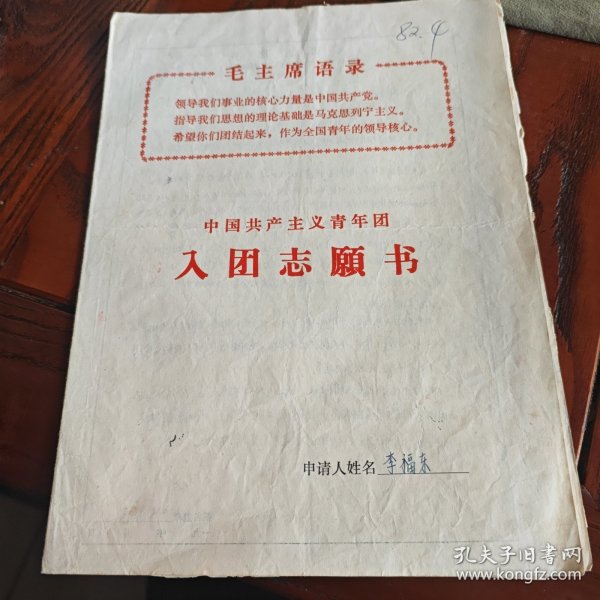 82.4
毛主席语录
领导我们事业的核心力量是中国共产党。
指导我们思想的理论基础是马克思列宁主义。
希望你们团结起来，作为全国青年的领导核心。
中国共产主义青年团
入团志願书
申请人姓名 李福东
孔夫子旧书网
www.kongfz.com